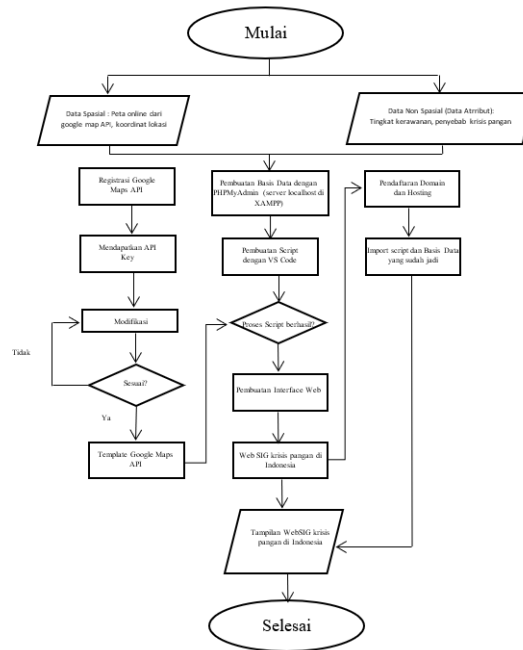 Mulai
Data Spasial : Peta online dari
google map API, koordinat lokasi
Data Non Spasial (Data Atrribut):
Tingkat kerawanan, penyebab krisis pangan
Registrasi Google
Maps API
Mendapatkan API
Key
Modifikasi
Tidak
Sesuai?
Ya
Template Google Maps
API
Pembuatan Basis Data dengan
PHPMyAdmin (server localhost di
XAMPP)
Pembuatan Script
dengan VS Code
Proses Script berhasil?
Pembuatan Interface Web
Web SIG krisis pangan di
Indonesia
Pendaftaran Domain
dan Hosting
Import script dan Basis Data
yang sudah jadi
Tampilan WebSIG krisis
pangan di Indonesia
Selesai